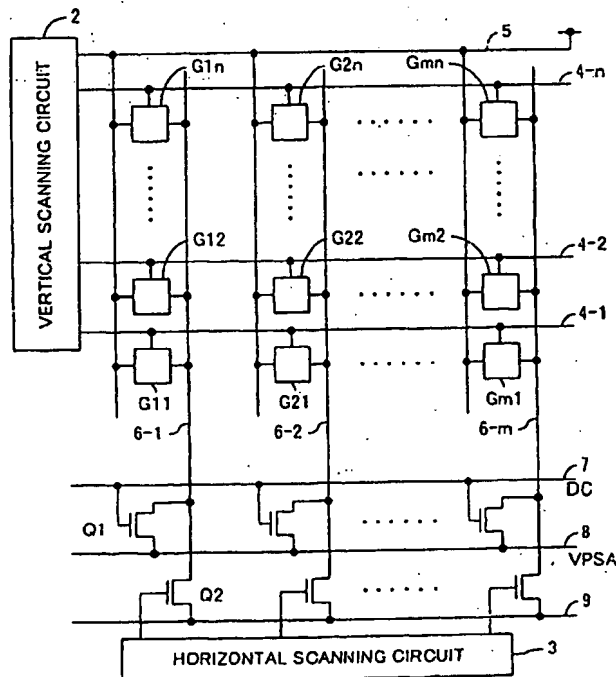 2
5
G1n
G2n
Gmn
4-n
VERTICAL SCANNING CIRCUIT
G12
G22
Gm2
4-2
4-1
G11
G21
Gm1
6-1
6-2
6-m
7
DC
Q1
8
VPSA
Q2
9
HORIZONTAL SCANNING CIRCUIT
3